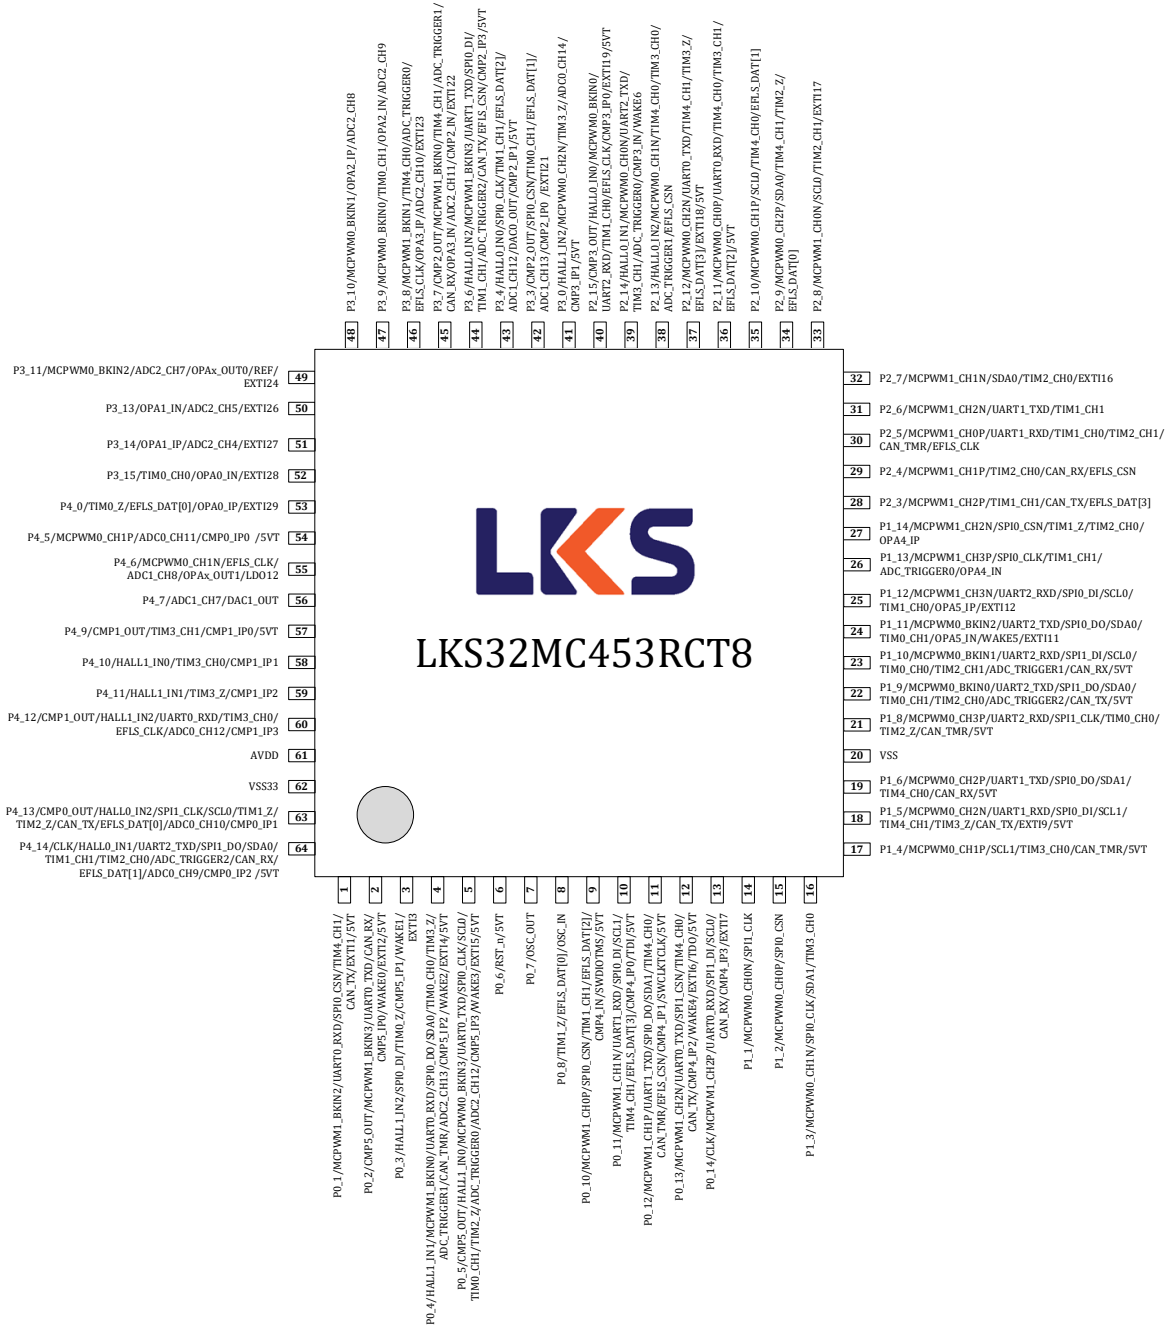 P3_10/MCPWM0_BKIN1/OPA2_IP/ADC2_CH8
P3_9/MCPWM0_BKIN0/TIM0_CH1/OPA2_IN/ADC2_CH9
P3_8/MCPWM1_BKIN1/TIM4_CH0/ADC_TRIGGER0/
EFLS_CLK/OPA3_IP/ADC2_CH10/EXTI23
P3_7/CMP2_OUT/MCPWM1_BKIN0/TIM4_CH1/ADC_TRIGGER1/
CAN_RX/OPA3_IN/ADC2_CH11/CMP2_IN/EXTI22
P3_6/HALL0_IN2/MCPWM1_BKIN3/UART1_TXD/SPI0_DI/
TIM1_CH1/ADC_TRIGGER2/CAN_TX/EFLS_CSN/CMP2_IP3/5VT
P3_4/HALL0_IN0/SPI0_CLK/TIM1_CH1/EFLS_DAT[2]/
ADC1_CH12/DAC0_OUT/CMP2_IP1/5VT
P3_3/CMP2_OUT/SPI0_CSN/TIM0_CH1/EFLS_DAT[1]/
ADC1_CH13/CMP2_IP0 /EXTI21
P3_0/HALL1_IN2/MCPWM0_CH2N/TIM3_Z/ADC0_CH14/
CMP3_IP1/5VT
P2_15/CMP3_OUT/HALL0_IN0/MCPWM0_BKIN0/
UART2_RXD/TIM1_CH0/EFLS_CLK/CMP3_IP0/EXTI19/5VT
P2_14/HALL0_IN1/MCPWM0_CH0N/UART2_TXD/
TIM3_CH1/ADC_TRIGGER0/CMP3_IN/WAKE6
P2_13/HALL0_IN2/MCPWM0_CH1N/TIM4_CH0/TIM3_CH0/
ADC_TRIGGER1/EFLS_CSN
P2_12/MCPWM0_CH2N/UART0_TXD/TIM4_CH1/TIM3_Z/
EFLS_DAT[3]/EXTI18/5VT
P2_11/MCPWM0_CH0P/UART0_RXD/TIM4_CH0/TIM3_CH1/
EFLS_DAT[2]/5VT
P2_10/MCPWM0_CH1P/SCL0/TIM4_CH0/EFLS_DAT[1]
P2_9/MCPWM0_CH2P/SDA0/TIM4_CH1/TIM2_Z/
EFLS_DAT[0]
P2_8/MCPWM1_CH0N/SCL0/TIM2_CH1/EXTI17
48
47
46
45
44
43
42
41
40
39
38
37
36
35
34
33
P3_11/MCPWM0_BKIN2/ADC2_CH7/OPAx_OUT0/REF/
EXTI24
49
P3_13/OPA1_IN/ADC2_CH5/EXTI26
50
P3_14/OPA1_IP/ADC2_CH4/EXTI27
51
P3_15/TIM0_CH0/OPA0_IN/EXTI28
52
P4_0/TIM0_Z/EFLS_DAT[0]/OPA0_IP/EXTI29
53
P4_5/MCPWM0_CH1P/ADC0_CH11/CMP0_IP0 /5VT
54
P4_6/MCPWM0_CH1N/EFLS_CLK/
ADC1_CH8/OPAx_OUT1/LDO12
55
P4_7/ADC1_CH7/DAC1_OUT
56
P4_9/CMP1_OUT/TIM3_CH1/CMP1_IP0/5VT
57
P4_10/HALL1_IN0/TIM3_CH0/CMP1_IP1
58
P4_11/HALL1_IN1/TIM3_Z/CMP1_IP2
59
P4_12/CMP1_OUT/HALL1_IN2/UART0_RXD/TIM3_CH0/
EFLS_CLK/ADC0_CH12/CMP1_IP3
60
AVDD
61
VSS33
62
P4_13/CMP0_OUT/HALL0_IN2/SPI1_CLK/SCL0/TIM1_Z/
TIM2_Z/CAN_TX/EFLS_DAT[0]/ADC0_CH10/CMP0_IP1
63
P4_14/CLK/HALL0_IN1/UART2_TXD/SPI1_DO/SDA0/
TIM1_CH1/TIM2_CH0/ADC_TRIGGER2/CAN_RX/
EFLS_DAT[1]/ADC0_CH9/CMP0_IP2 /5VT
64
LKS
LKS32MC453RCT8
32
P2_7/MCPWM1_CH1N/SDA0/TIM2_CH0/EXTI16
31
P2_6/MCPWM1_CH2N/UART1_TXD/TIM1_CH1
30
P2_5/MCPWM1_CH0P/UART1_RXD/TIM1_CH0/TIM2_CH1/
CAN_TMR/EFLS_CLK
29
P2_4/MCPWM1_CH1P/TIM2_CH0/CAN_RX/EFLS_CSN
28
P2_3/MCPWM1_CH2P/TIM1_CH1/CAN_TX/EFLS_DAT[3]
27
P1_14/MCPWM1_CH2N/SPI0_CSN/TIM1_Z/TIM2_CH0/
OPA4_IP
26
P1_13/MCPWM1_CH3P/SPI0_CLK/TIM1_CH1/
ADC_TRIGGER0/OPA4_IN
25
P1_12/MCPWM1_CH3N/UART2_RXD/SPI0_DI/SCL0/
TIM1_CH0/OPA5_IP/EXTI12
24
P1_11/MCPWM0_BKIN2/UART2_TXD/SPI0_DO/SDA0/
TIM0_CH1/OPA5_IN/WAKE5/EXTI11
23
P1_10/MCPWM0_BKIN1/UART2_RXD/SPI1_DI/SCL0/
TIM0_CH0/TIM2_CH1/ADC_TRIGGER1/CAN_RX/5VT
22
P1_9/MCPWM0_BKIN0/UART2_TXD/SPI1_DO/SDA0/
TIM0_CH1/TIM2_CH0/ADC_TRIGGER2/CAN_TX/5VT
21
P1_8/MCPWM0_CH3P/UART2_RXD/SPI1_CLK/TIM0_CH0/
TIM2_Z/CAN_TMR/5VT
20
VSS
19
P1_6/MCPWM0_CH2P/UART1_TXD/SPI0_DO/SDA1/
TIM4_CH0/CAN_RX/5VT
18
P1_5/MCPWM0_CH2N/UART1_RXD/SPI0_DI/SCL1/
TIM4_CH1/TIM3_Z/CAN_TX/EXTI9/5VT
17
P1_4/MCPWM0_CH1P/SCL1/TIM3_CH0/CAN_TMR/5VT
1
2
3
4
5
6
7
8
9
10
11
12
13
14
15
16
P0_1/MCPWM1_BKIN2/UART0_RXD/SPI0_CSN/TIM4_CH1/
CAN_TX/EXTI1/5VT
P0_2/CMP5_OUT/MCPWM1_BKIN3/UART0_TXD/CAN_RX/
CMP5_IP0/WAKE0/EXTI2/5VT
P0_3/HALL1_IN2/SPI0_DI/TIM0_Z/CMP5_IP1/WAKE1/
EXTI3
P0_4/HALL1_IN1/MCPWM1_BKIN0/UART0_RXD/SPI0_DO/SDA0/TIM0_CH0/TIM3_Z/
ADC_TRIGGER1/CAN_TMR/ADC2_CH13/CMP5_IP2 /WAKE2/EXTI4/5VT
P0_5/CMP5_OUT/HALL1_IN0/MCPWM0_BKIN3/UART0_TXD/SPI0_CLK/SCL0/
TIM0_CH1/TIM2_Z/ADC_TRIGGER0/ADC2_CH12/CMP5_IP3/WAKE3/EXTI5/5VT
P0_6/RST_n/5VT
P0_7/OSC_OUT
P0_8/TIM1_Z/EFLS_DAT[0]/OSC_IN
P0_10/MCPWM1_CH0P/SPI0_CSN/TIM1_CH1/EFLS_DAT[2]/
CMP4_IN/SWDIOTMS/5VT
P0_11/MCPWM1_CH1N/UART1_RXD/SPI0_DI/SCL1/
TIM4_CH1/EFLS_DAT[3]/CMP4_IP0/TDI/5VT
P0_12/MCPWM1_CH1P/UART1_TXD/SPI0_DO/SDA1/TIM4_CH0/
CAN_TMR/EFLS_CSN/CMP4_IP1/SWCLKTCLK/5VT
P0_13/MCPWM1_CH2N/UART0_TXD/SPI1_CSN/TIM4_CH0/
CAN_TX/CMP4_IP2/WAKE4/EXTI6/TDO/5VT
P0_14/CLK/MCPWM1_CH2P/UART0_RXD/SPI1_DI/SCL0/
CAN_RX/CMP4_IP3/EXTI7
P1_1/MCPWM0_CH0N/SPI1_CLK
P1_2/MCPWM0_CH0P/SPI0_CSN
P1_3/MCPWM0_CH1N/SPI0_CLK/SDA1/TIM3_CH0